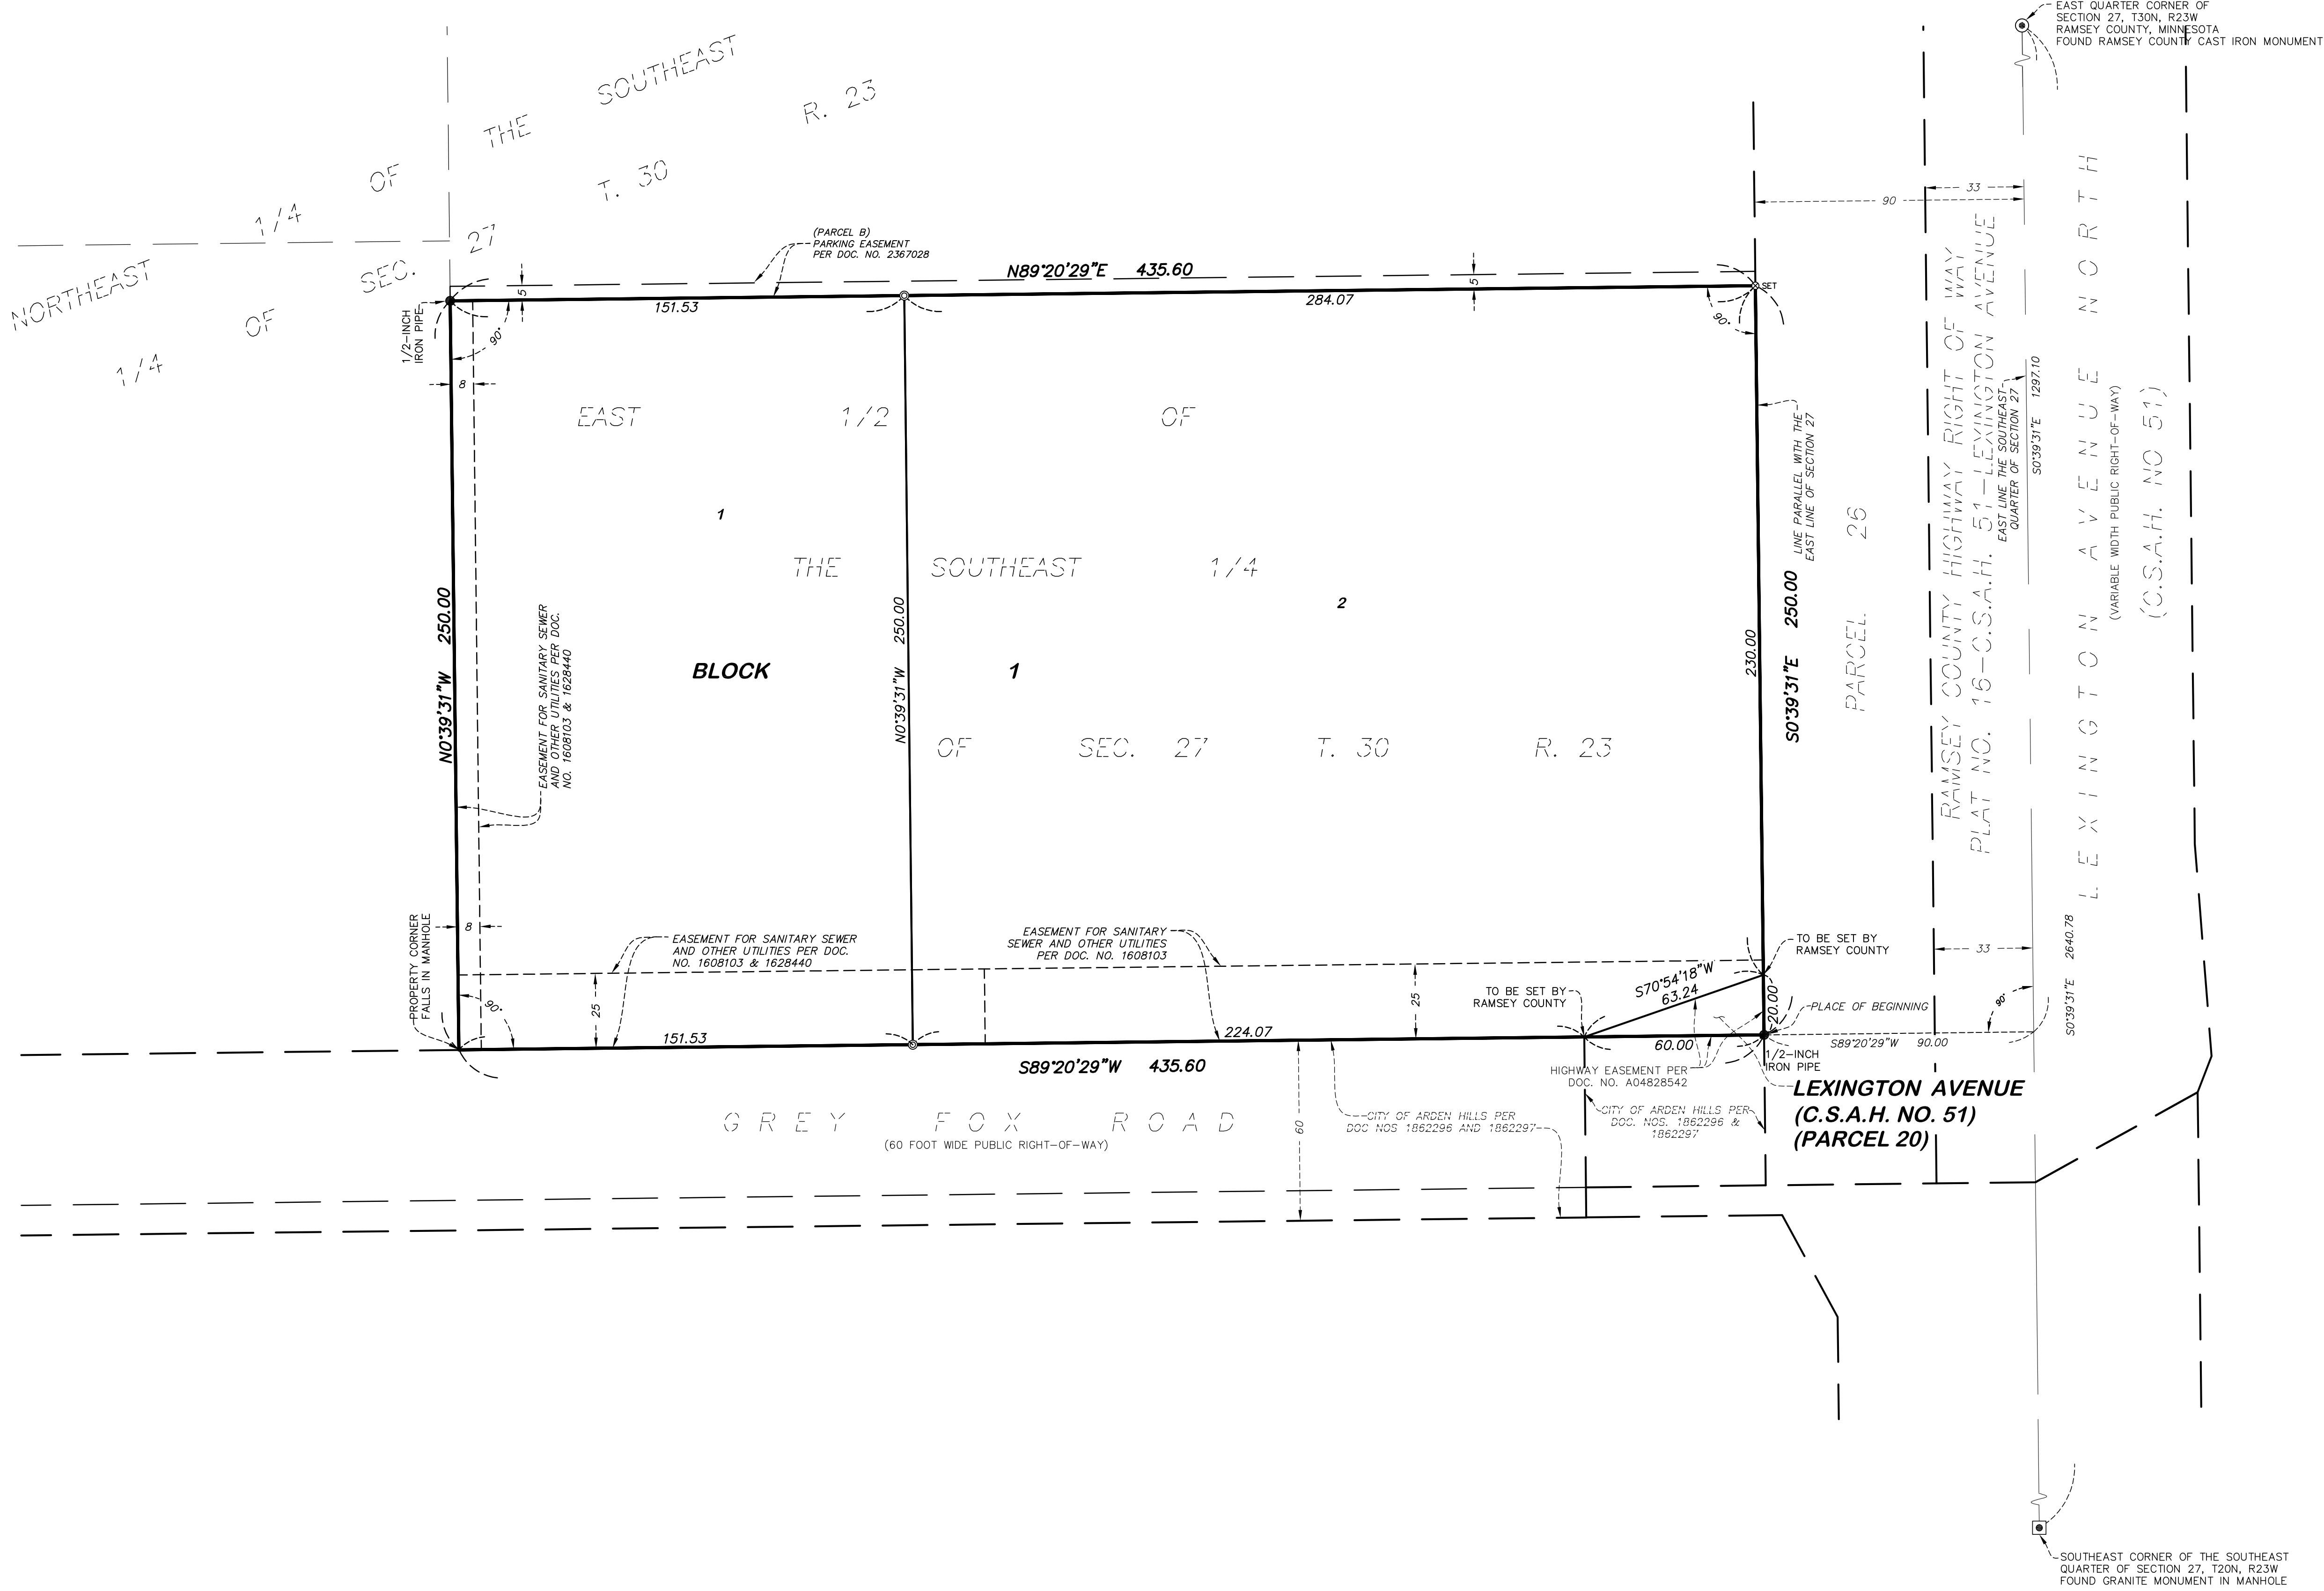 EAST QUARTER CORNER OF
SECTION 27, T30N, R23W
RAMSEY COUNTY, MINNESOTA
FOUND RAMSEY COUNTY CAST IRON MONUMENT
NORTHEAST 1/4 OF THE SOUTHEAST
1/4 OF SEC. 27 T. 30 R. 23
(PARCEL B)
PARKING EASEMENT
PER DOC. NO. 2367028
N89°20'29"E 435.60
5
5
151.53
284.07
SET
33
90
1/2-INCH
IRON PIPE
90°
90°
8
EAST 1/2 OF
THE SOUTHEAST 1/4
OF SEC. 27 T. 30 R. 23
1
2
BLOCK 1
N0°39'31"W 250.00
EASEMENT FOR SANITARY SEWER
AND OTHER UTILITIES PER DOC.
NO. 1608103 & 1628440
N0°39'31"W 250.00
230.00
S0°39'31"E 250.00
LINE PARALLEL WITH THE
EAST LINE OF SECTION 27
PARCEL 26
RAMSEY COUNTY HIGHWAY RIGHT OF WAY
PLAT NO. 16-C.S.A.H. 51-LEXINGTON AVENUE
EAST LINE THE SOUTHEAST
QUARTER OF SECTION 27
S0°39'31"E 1297.10
S0°39'31"E 2640.78
LEXINGTON AVENUE NORTH
(VARIABLE WIDTH PUBLIC RIGHT-OF-WAY)
(C.S.A.H. NO 51)
PROPERTY CORNER
FALLS IN MANHOLE
8
90°
EASEMENT FOR SANITARY SEWER
AND OTHER UTILITIES PER DOC.
NO. 1608103 & 1628440
25
EASEMENT FOR SANITARY
SEWER AND OTHER UTILITIES
PER DOC. NO. 1608103
25
TO BE SET BY
RAMSEY COUNTY
S70°54'18"W
63.24
TO BE SET BY
RAMSEY COUNTY
20.00
PLACE OF BEGINNING
33
90°
S89°20'29"W 90.00
151.53
224.07
60.00
S89°20'29"W 435.60
1/2-INCH
IRON PIPE
HIGHWAY EASEMENT PER
DOC. NO. A04828542
LEXINGTON AVENUE
(C.S.A.H. NO. 51)
(PARCEL 20)
GREY FOX ROAD
(60 FOOT WIDE PUBLIC RIGHT-OF-WAY)
60
CITY OF ARDEN HILLS PER
DOC NOS 1862296 AND 1862297
CITY OF ARDEN HILLS PER
DOC. NOS. 1862296 &
1862297
SOUTHEAST CORNER OF THE SOUTHEAST
QUARTER OF SECTION 27, T20N, R23W
FOUND GRANITE MONUMENT IN MANHOLE